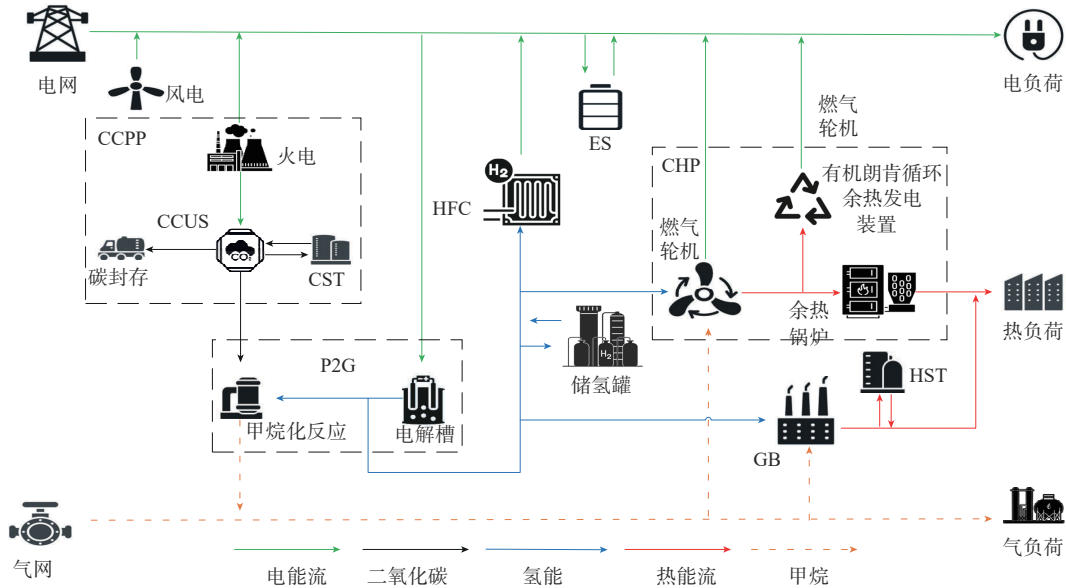 电网
风电
电负荷
ES
燃气
轮机
CCPP
火电
CHP
H2
HFC
有机朗肯循环
余热发电
装置
CCUS
CO2
碳封存
CST
燃气
轮机
余热
锅炉
热负荷
H2
储氢罐
P2G
甲烷化反应
电解槽
HST
GB
气网
气负荷
电能流
二氧化碳
氢能
热能流
甲烷